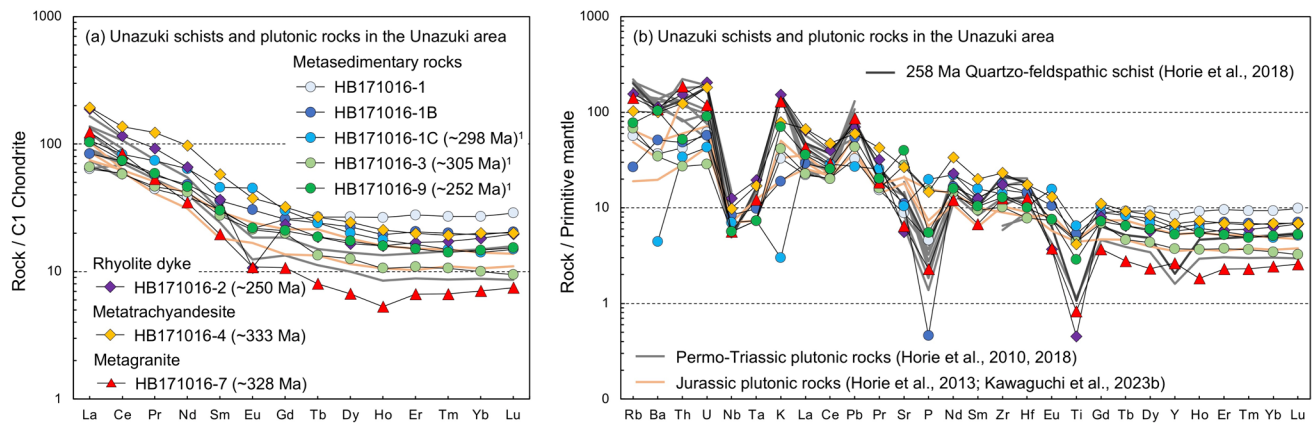 (a) Unazuki schists and plutonic rocks in the Unazuki area
Rock / C1 Chondrite
1000
100
10
1
Metasedimentary rocks
HB171016-1
HB171016-1B
HB171016-1C (~298 Ma)¹
HB171016-3 (~305 Ma)¹
HB171016-9 (~252 Ma)¹
Rhyolite dyke
HB171016-2 (~250 Ma)
Metatrachyandesite
HB171016-4 (~333 Ma)
Metagranite
HB171016-7 (~328 Ma)
La Ce Pr Nd Sm Eu Gd Tb Dy Ho Er Tm Yb Lu
(b) Unazuki schists and plutonic rocks in the Unazuki area
Rock / Primitive mantle
1000
100
10
1
0
258 Ma Quartzo-feldspathic schist (Horie et al., 2018)
Permo-Triassic plutonic rocks (Horie et al., 2010, 2018)
Jurassic plutonic rocks (Horie et al., 2013; Kawaguchi et al., 2023b)
Rb Ba Th U Nb Ta K La Ce Pb Pr Sr P Nd Sm Zr Hf Eu Ti Gd Tb Dy Y Ho Er Tm Yb Lu